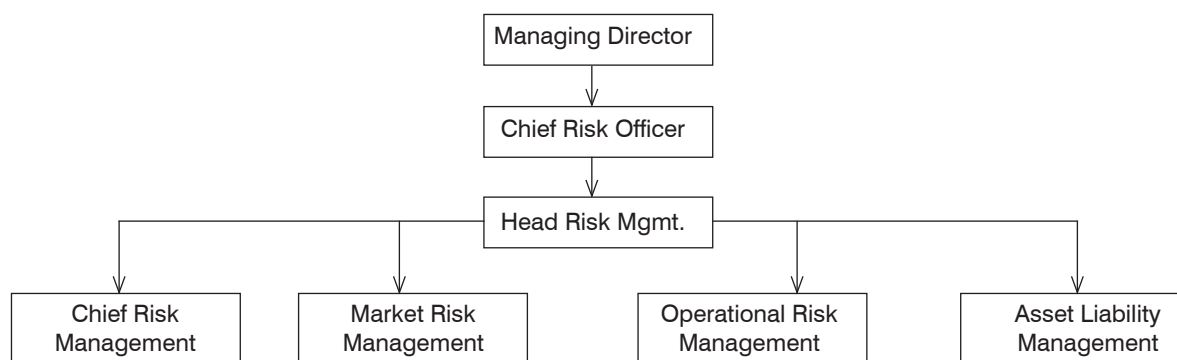 Managing Director
Chief Risk Officer
Head Risk Mgmt.
Chief Risk
Management
Market Risk
Management
Operational Risk
Management
Asset Liability
Management